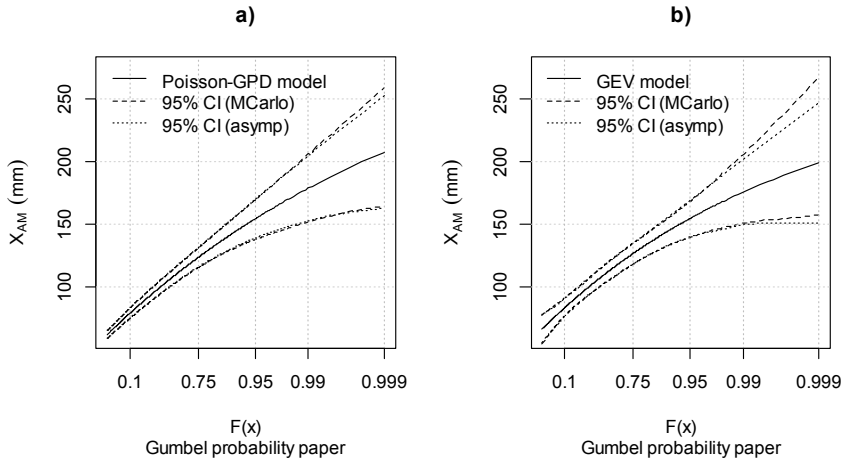 a)
Poisson-GPD model
95% CI (MCarlo)
95% CI (asymp)
X_AM (mm)
250
200
150
100
0.1 0.75 0.95 0.99 0.999
F(x)
Gumbel probability paper
b)
GEV model
95% CI (MCarlo)
95% CI (asymp)
X_AM (mm)
250
200
150
100
0.1 0.75 0.95 0.99 0.999
F(x)
Gumbel probability paper